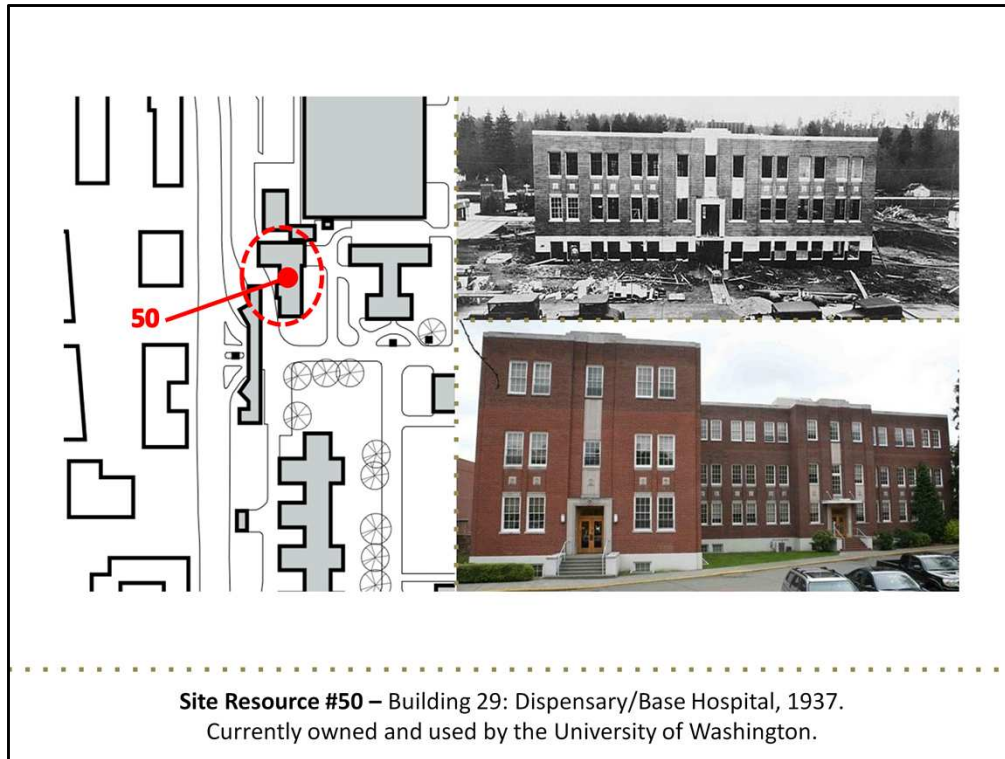 50
Site Resource #50 – Building 29: Dispensary/Base Hospital, 1937.
Currently owned and used by the University of Washington.